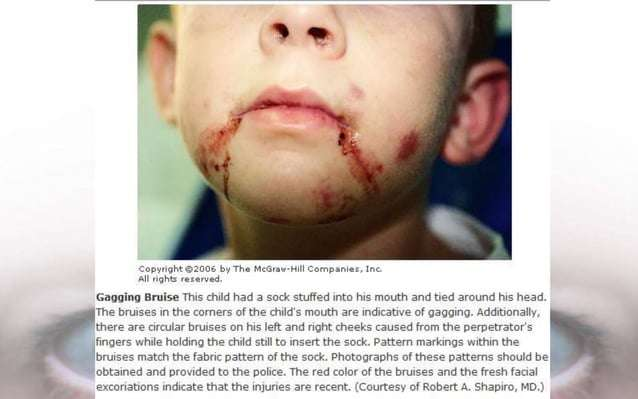 Copyright ©2006 by The McGraw-Hill Companies, Inc.
All rights reserved.
Gagging Bruise This child had a sock stuffed into his mouth and tied around his head.
The bruises in the corners of the child's mouth are indicative of gagging. Additionally,
there are circular bruises on his left and right cheeks caused from the perpetrator's
fingers while holding the child still to insert the sock. Pattern markings within the
bruises match the fabric pattern of the sock. Photographs of these patterns should be
obtained and provided to the police. The red color of the bruises and the fresh facial
excoriations indicate that the injuries are recent. (Courtesy of Robert A. Shapiro, MD.)